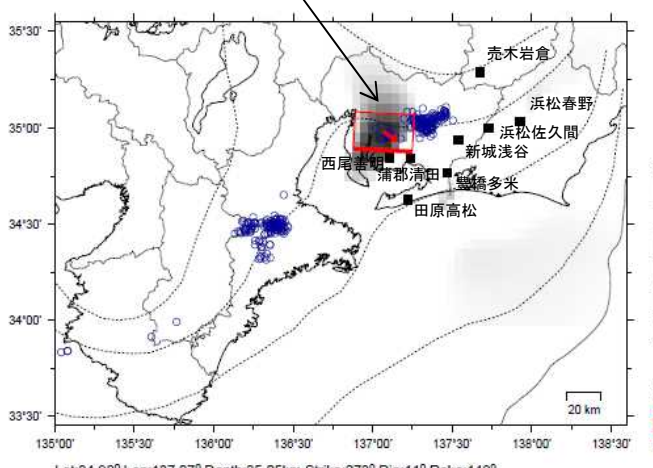 35°30'
売木岩倉
浜松春野
35°00'
浜松佐久間
新城浅谷
西尾善明
蒲郡清田
豊橋多米
田原高松
34°30'
34°00'
20 km
33°30'
135°00'
135°30'
136°00'
136°30'
137°00'
137°30'
138°00'
138°30'